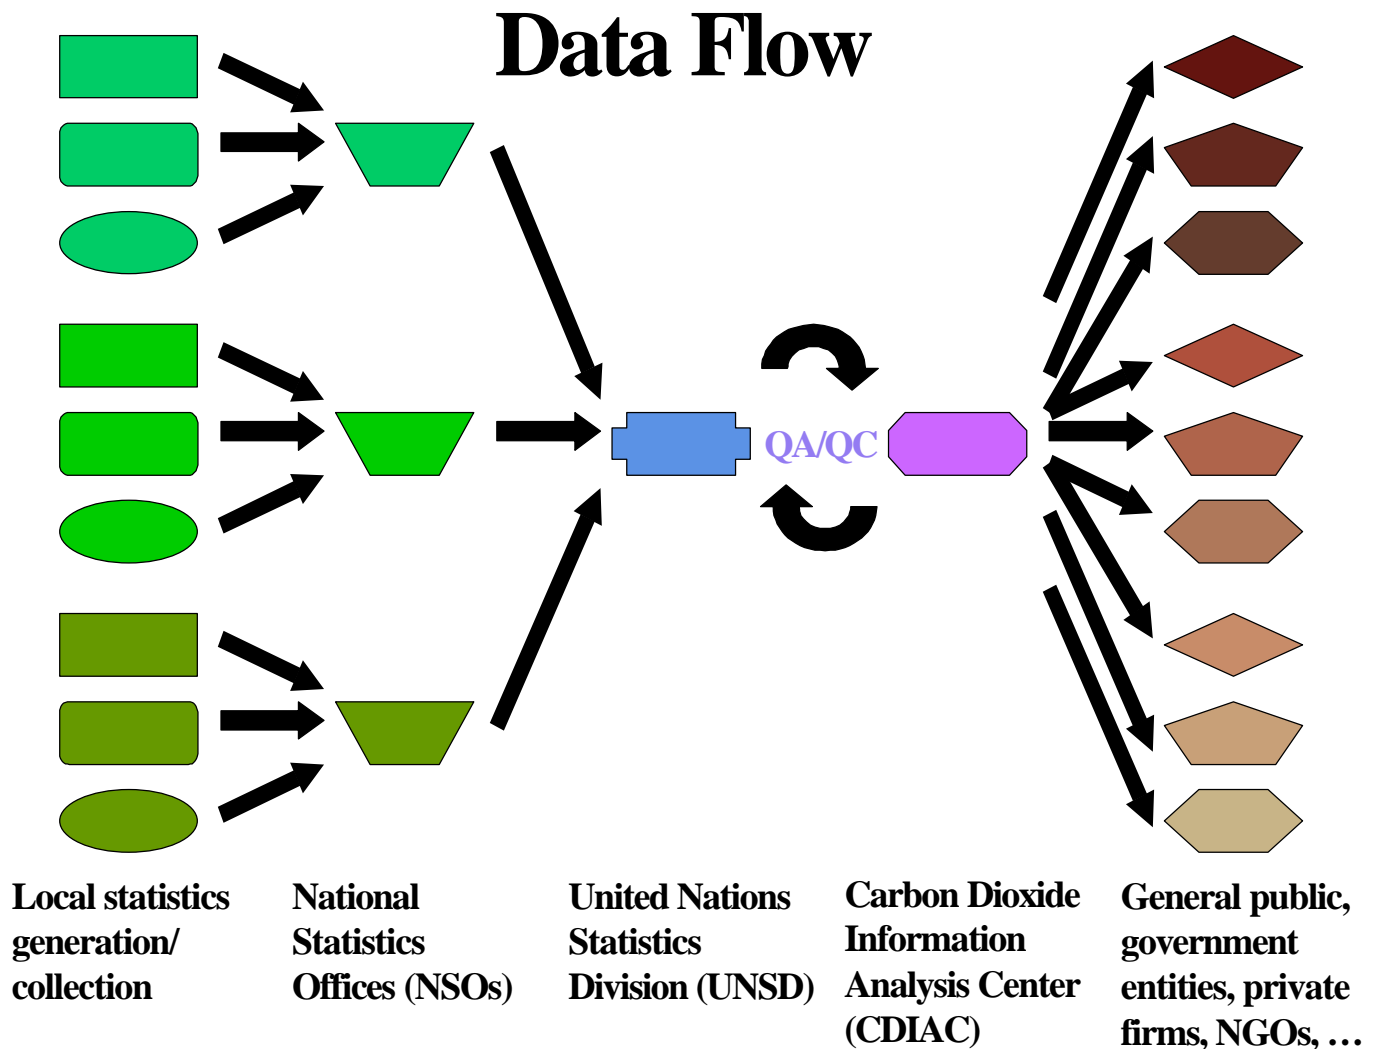 Data Flow
QA/QC
Local statistics
generation/
collection
National
Statistics
Offices (NSOs)
United Nations
Statistics
Division (UNSD)
Carbon Dioxide
Information
Analysis Center
(CDIAC)
General public,
government
entities, private
firms, NGOs, …